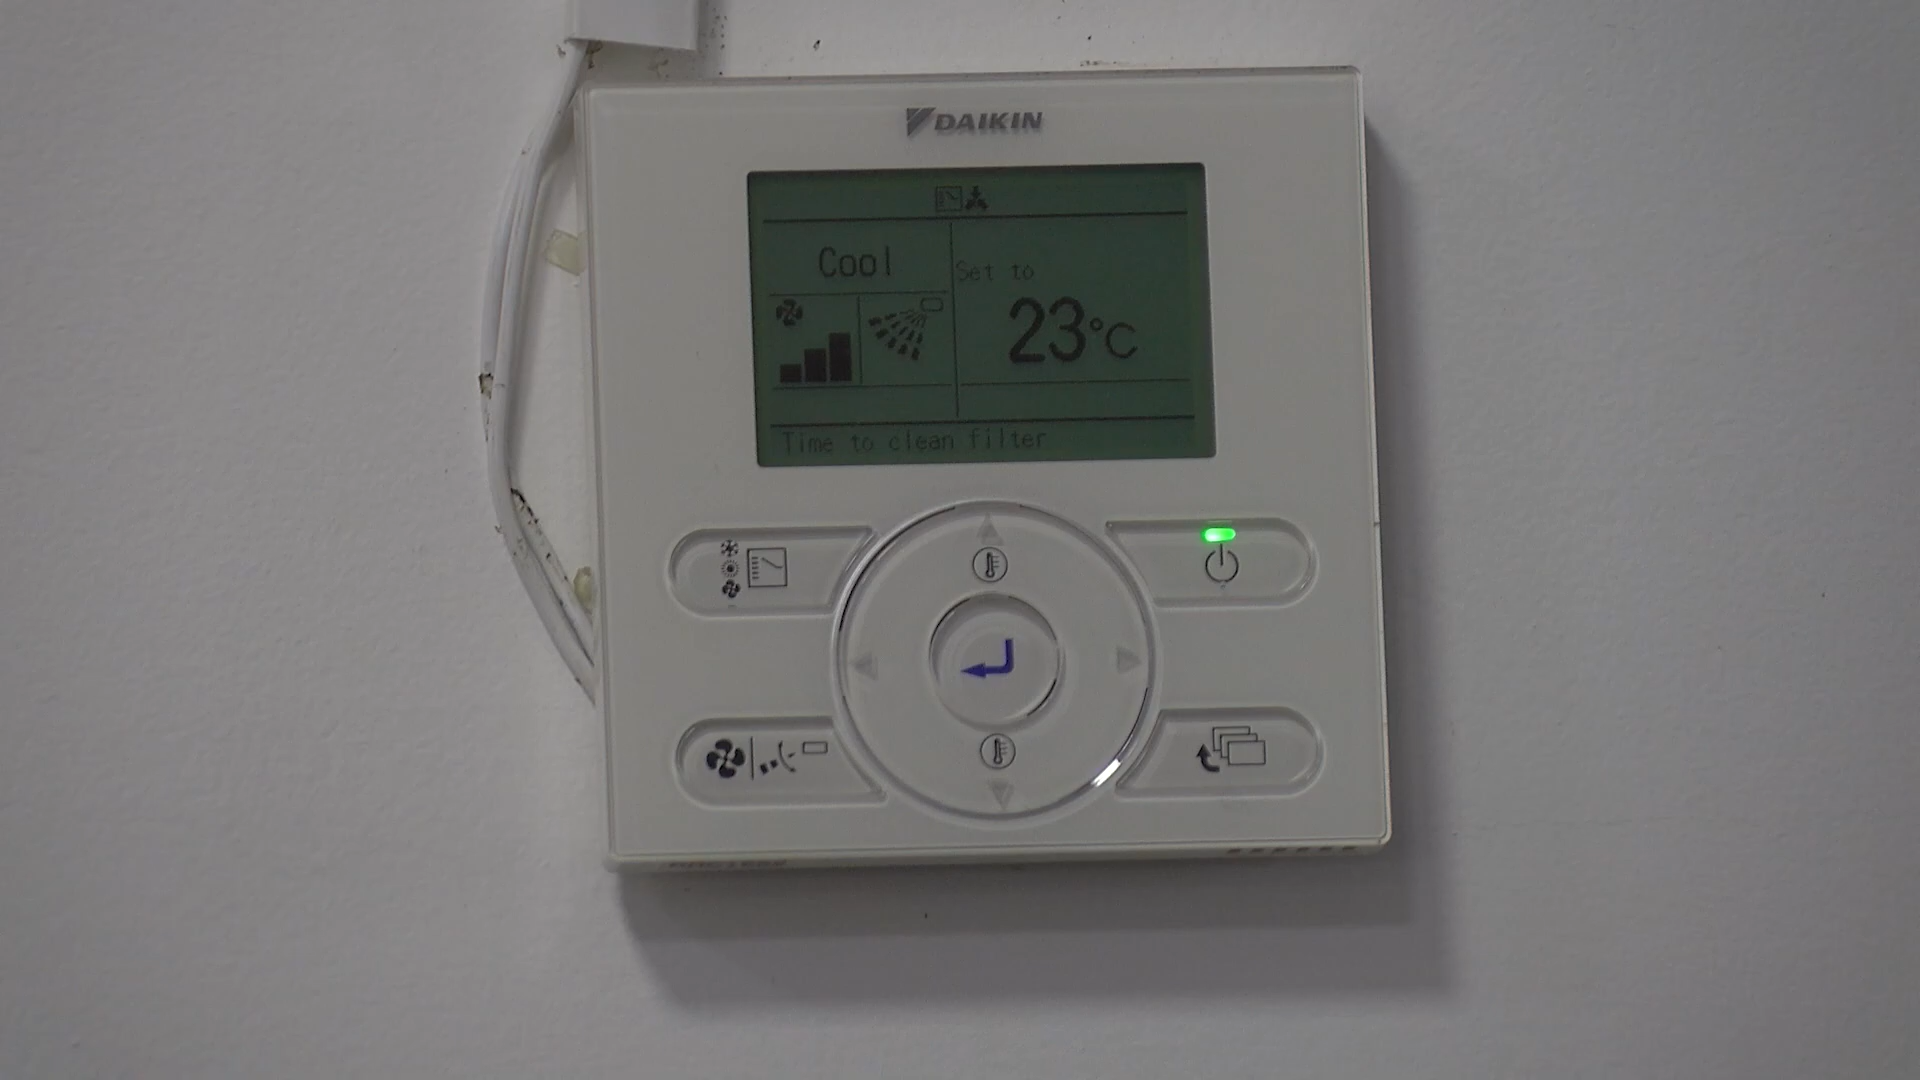 DAIKIN
Cool
Set to
23°C
Time to clean filter